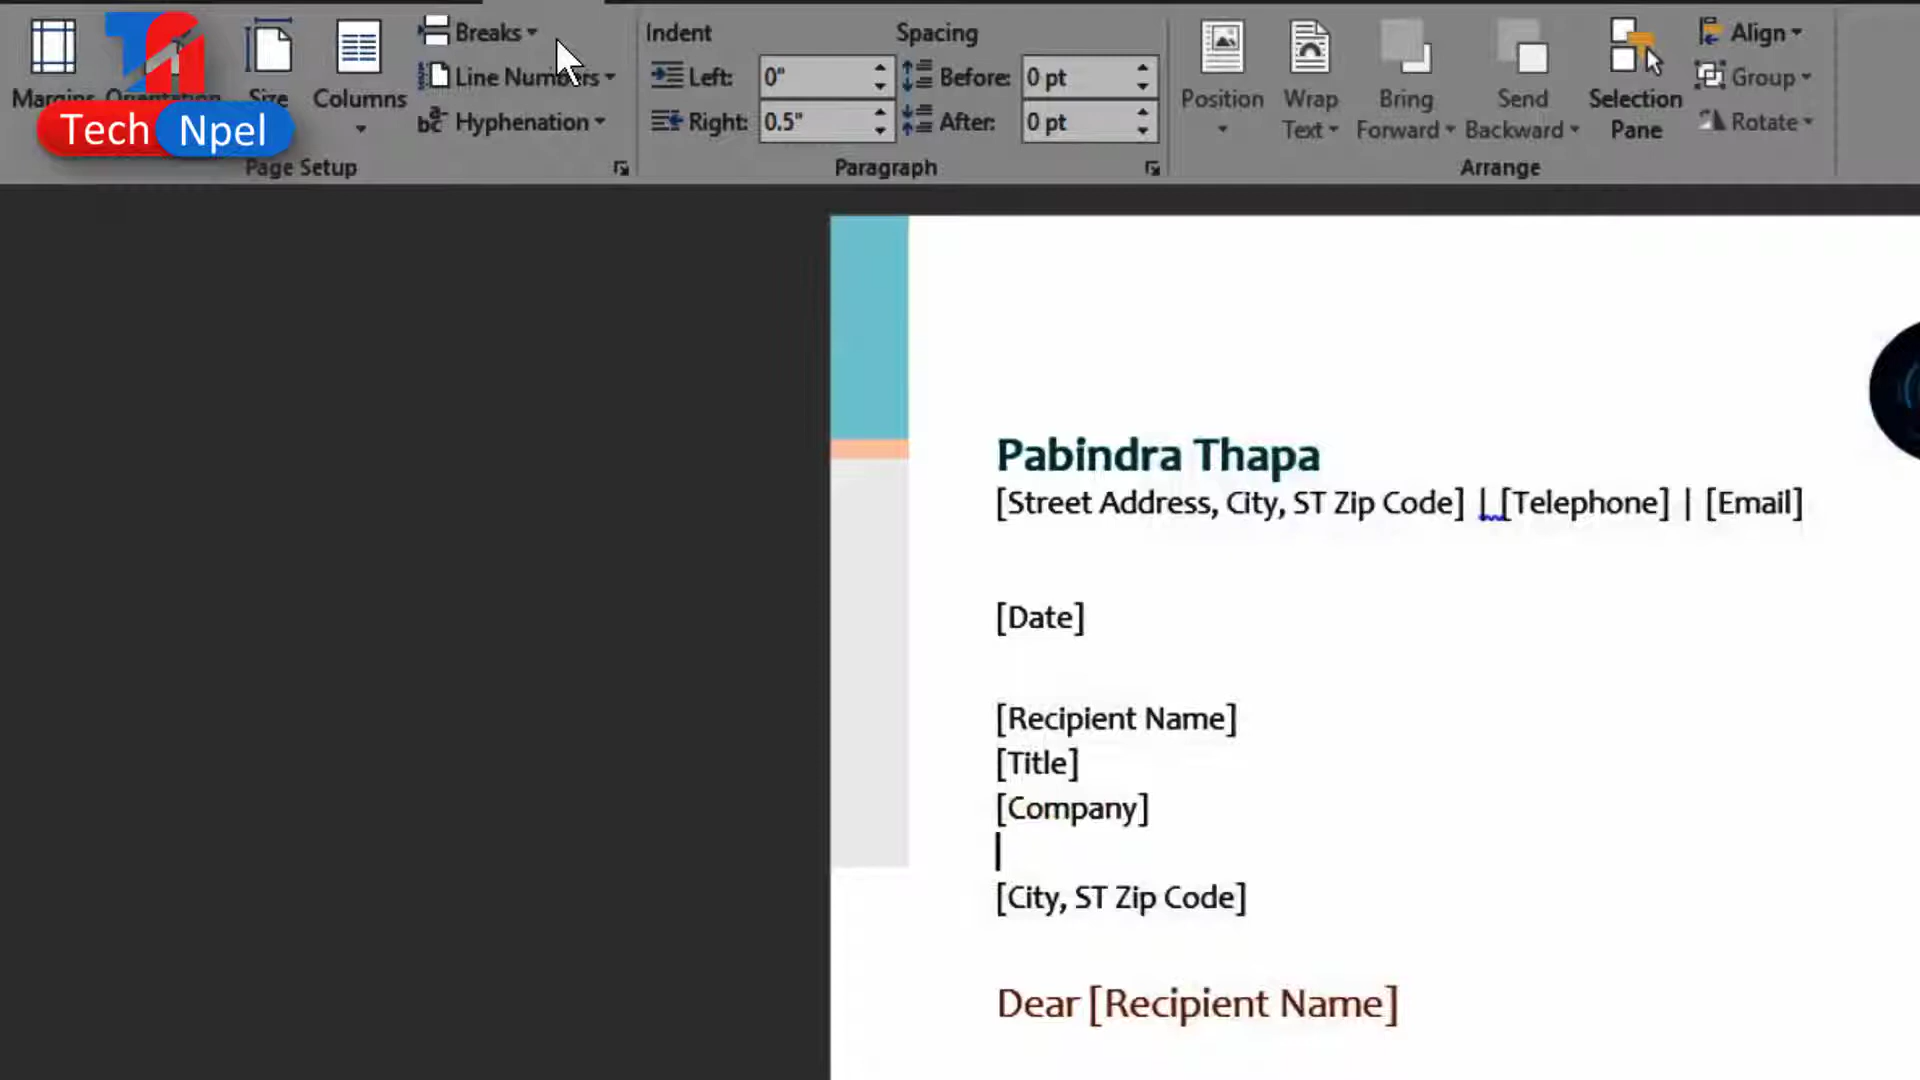 Breaks
Indent
Spacing
Line Numbers
Left: 0"
Before: 0 pt
Margins
Orientation
Size
Columns
Hyphenation
Right: 0.5"
After: 0 pt
Position
Wrap Text
Bring Forward
Send Backward
Selection Pane
Align
Group
Rotate
Tech Npel
Page Setup
Paragraph
Arrange
Pabindra Thapa
[Street Address, City, ST Zip Code] | [Telephone] | [Email]
[Date]
[Recipient Name]
[Title]
[Company]
[City, ST Zip Code]
Dear [Recipient Name]